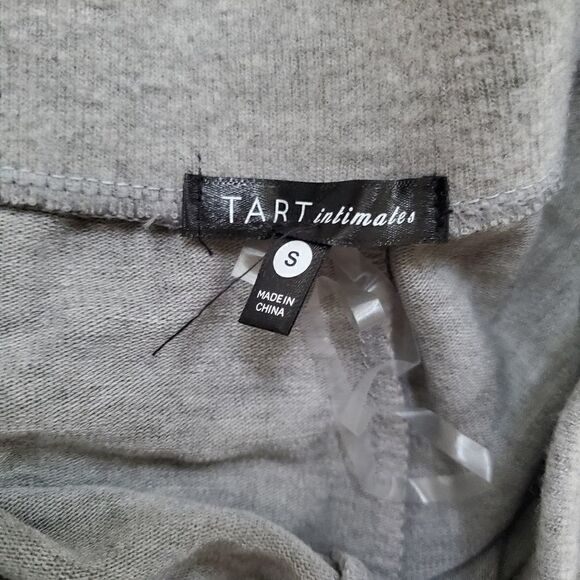 TART intimates
S
MADE IN
CHINA